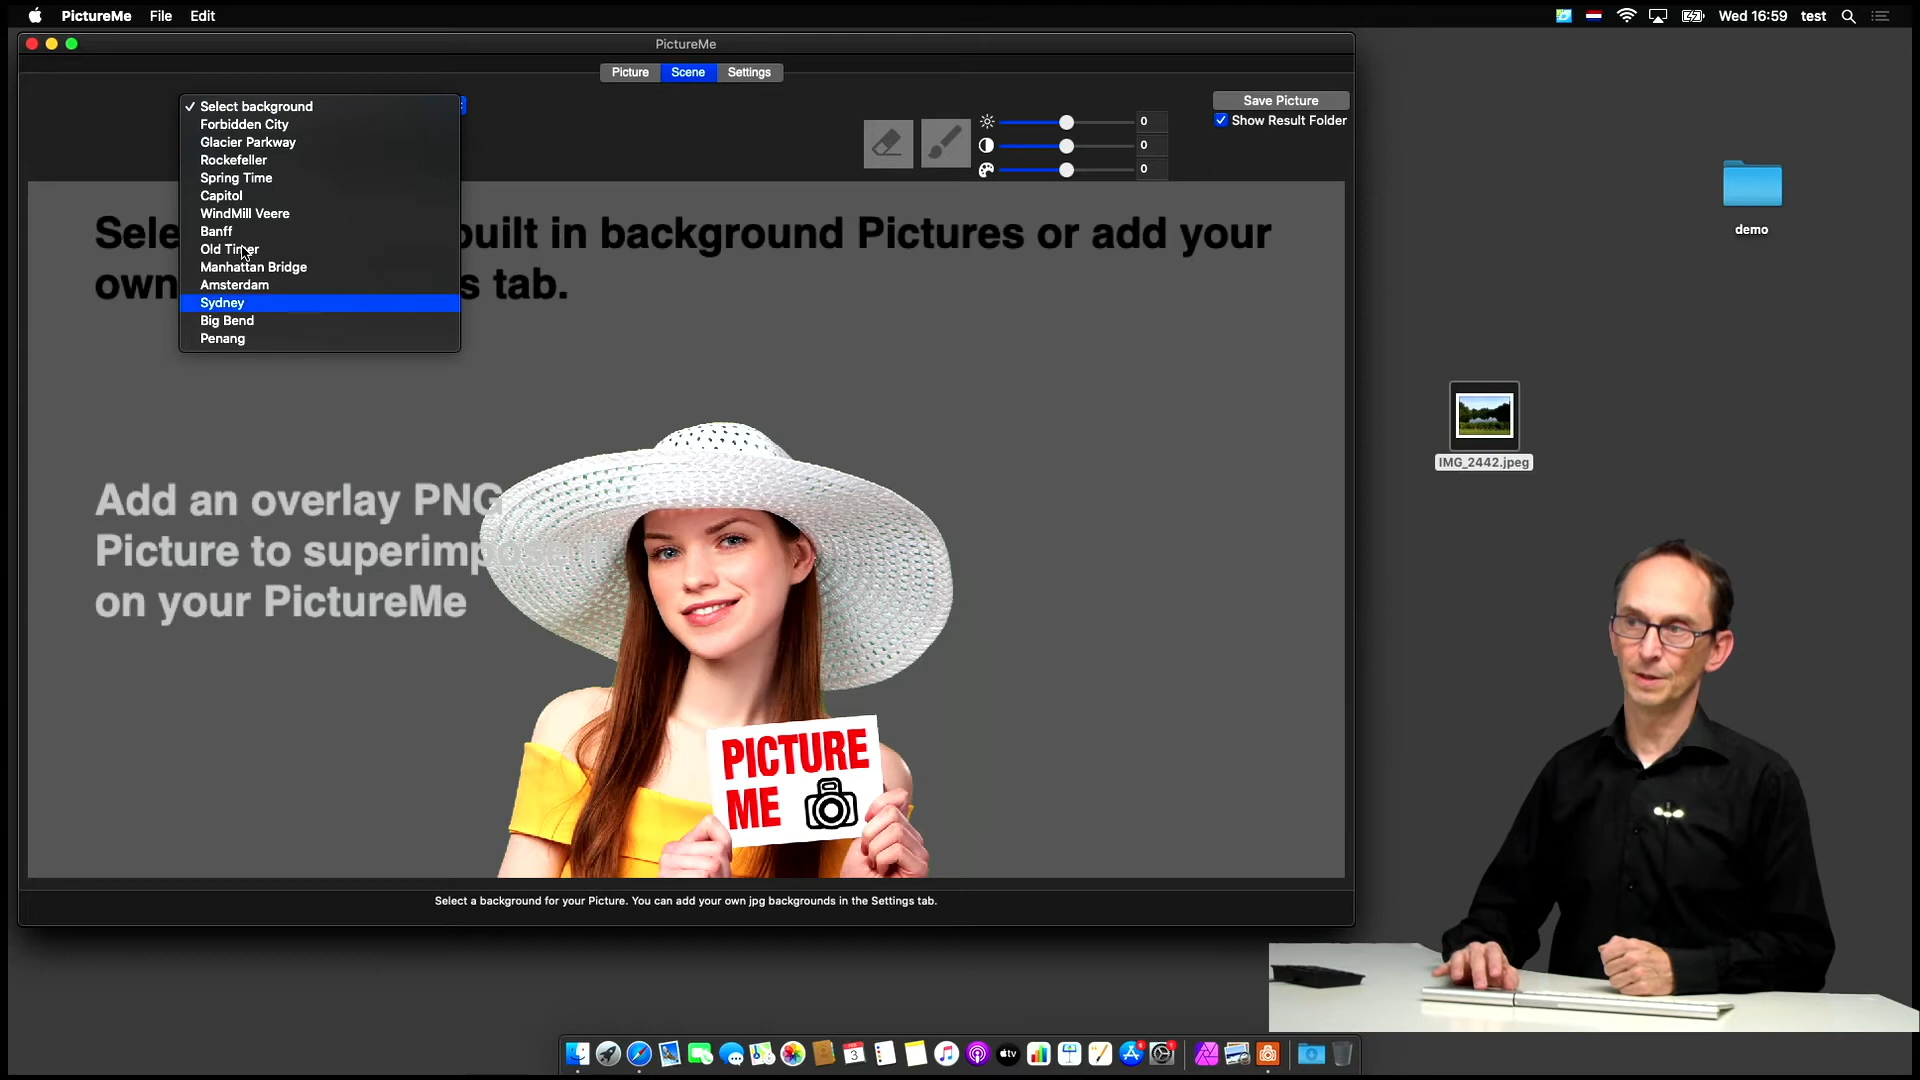 PictureMe File Edit Wed 16:59 test
PictureMe
Picture Scene Settings
Select background
Forbidden City
Glacier Parkway
Rockefeller
Spring Time
Capitol
WindMill Veere
Banff
Old Timer
Manhattan Bridge
Amsterdam
Sydney
Big Bend
Penang
0
0
0
Save Picture
Show Result Folder
built in background Pictures or add your
own tab.
Add an overlay PNG
Picture to superimpose
on your PictureMe
PICTURE
ME
Select a background for your Picture. You can add your own jpg backgrounds in the Settings tab.
demo
IMG_2442.jpeg
tv
3